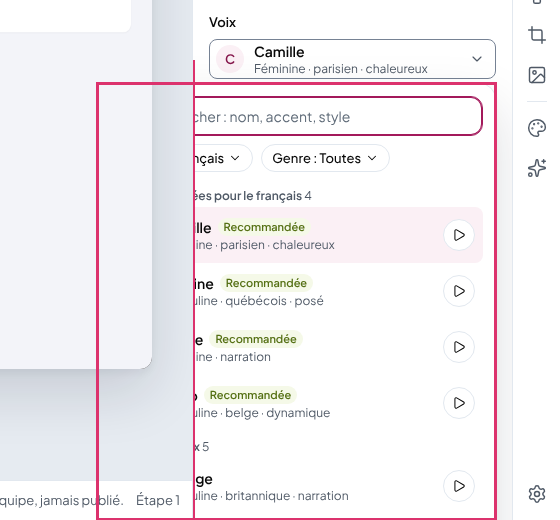 Voix
C
Camille
Féminine · parisien · chaleureux
cher : nom, accent, style
nçais
Genre : Toutes
ées pour le français 4
lle Recommandée
ine · parisien · chaleureux
ine Recommandée
uline · québécois · posé
e Recommandée
ine · narration
Recommandée
uline · belge · dynamique
x 5
ge
uline · britannique · narration
quipe, jamais publié. Étape 1